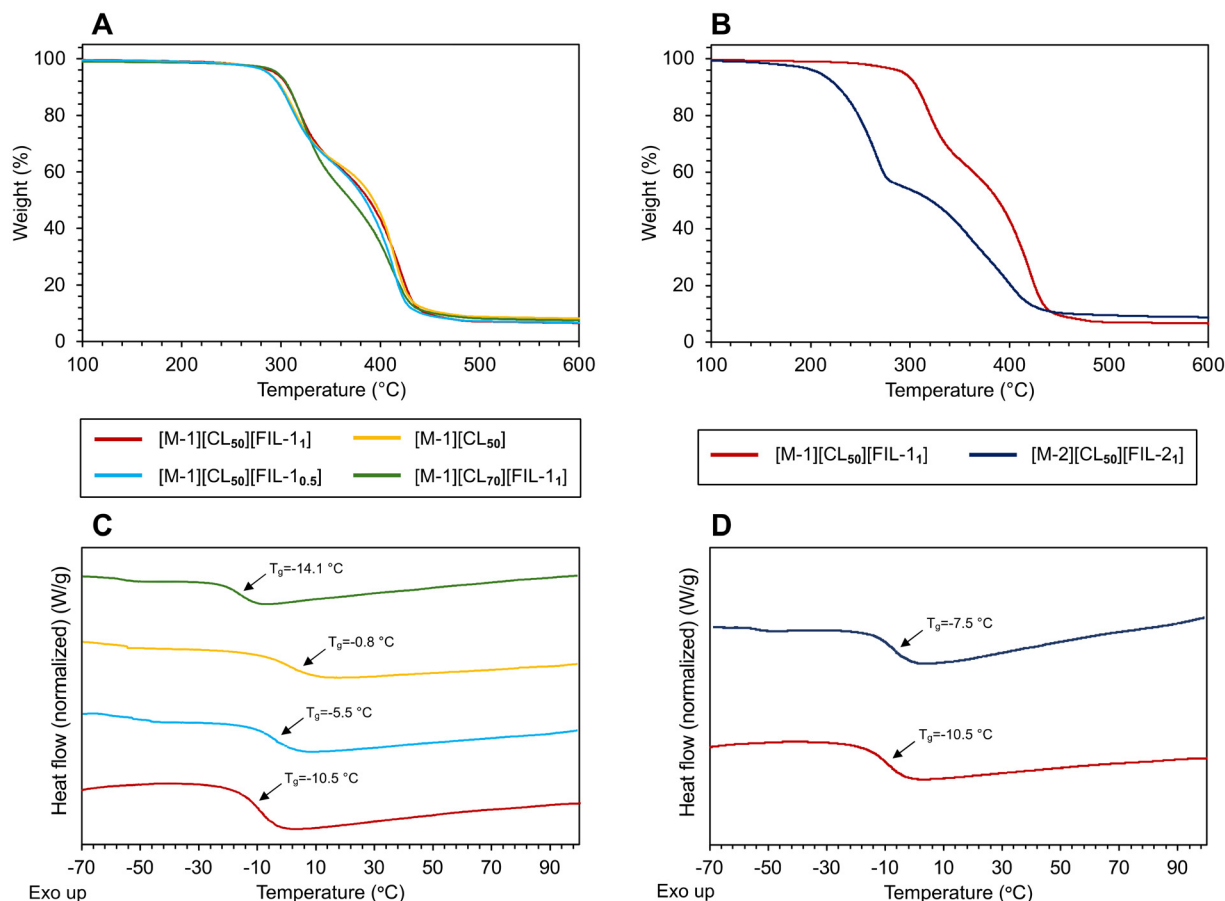 A
B
100
80
60
40
20
0
Weight (%)
100 200 300 400 500 600
Temperature (°C)
100
80
60
40
20
0
Weight (%)
100 200 300 400 500 600
Temperature (°C)
[M-1][CL₅₀][FIL-1₁]
[M-1][CL₅₀]
[M-1][CL₅₀][FIL-1₀.₅]
[M-1][CL₇₀][FIL-1₁]
[M-1][CL₅₀][FIL-1₁]
[M-2][CL₅₀][FIL-2₁]
C
D
Heat flow (normalized) (W/g)
Tg=-14.1 °C
Tg=-0.8 °C
Tg=-5.5 °C
Tg=-10.5 °C
-70 -50 -30 -10 10 30 50 70 90
Exo up
Temperature (°C)
Heat flow (normalized) (W/g)
Tg=-7.5 °C
Tg=-10.5 °C
-70 -50 -30 -10 10 30 50 70 90
Exo up
Temperature (°C)